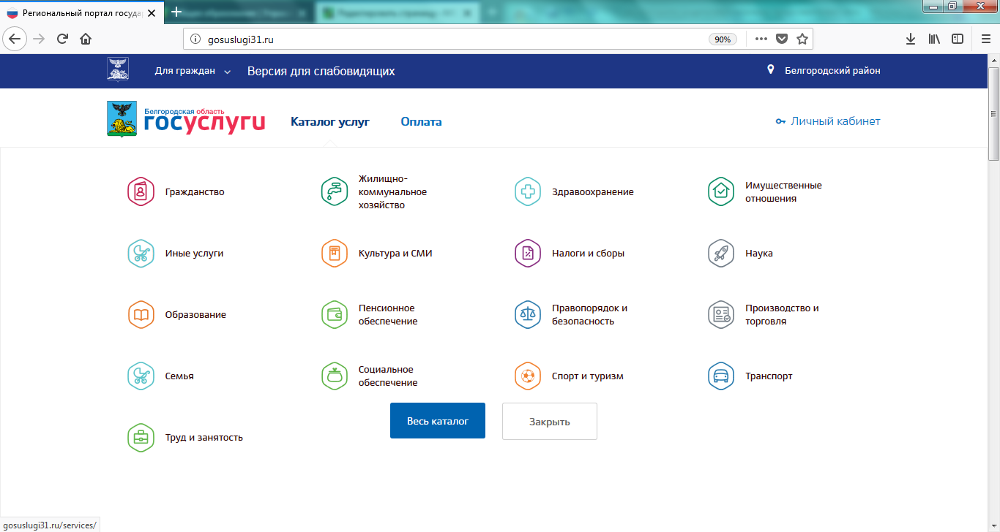 Региональный портал госуда
gosuslugi31.ru
90%
Для граждан
Версия для слабовидящих
Белгородский район
Белгородская область
госуслуги
Каталог услуг
Оплата
Личный кабинет
Гражданство
Жилищно-
коммунальное
хозяйство
Здравоохранение
Имущественные
отношения
Иные услуги
Культура и СМИ
Налоги и сборы
Наука
Образование
Пенсионное
обеспечение
Правопорядок и
безопасность
Производство и
торговля
Семья
Социальное
обеспечение
Спорт и туризм
Транспорт
Труд и занятость
Весь каталог
Закрыть
gosuslugi31.ru/services/